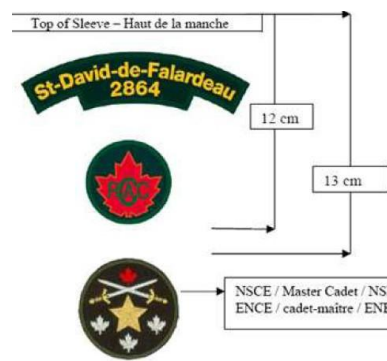 Top of Sleeve – Haut de la manche
St-David-de-Falardeau
2864
12 cm
RCAC
13 cm
NSCE / Master Cadet / NS
ENCE / cadet-maître / ENE